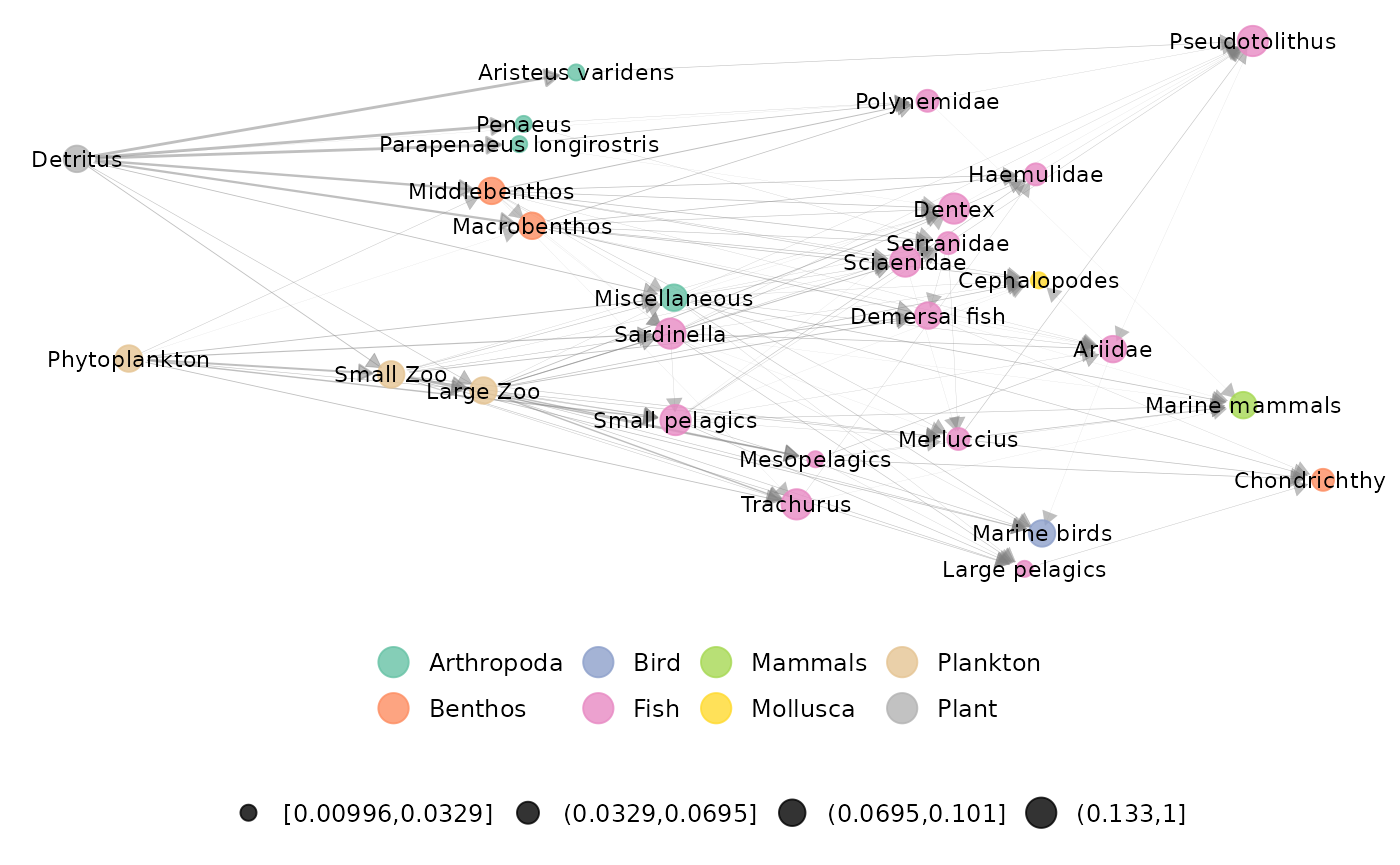 Pseudotolithus
Aristeus varidens
Polynemidae
Penaeus
Parapenaeus longirostris
Detritus
Haemulidae
Middlebenthos
Dentex
Macrobenthos
Serranidae
Sciaenidae
Cephalopodes
Miscellaneous
Demersal fish
Sardinella
Ariidae
Phytoplankton
Small Zoo
Large Zoo
Marine mammals
Small pelagics
Merluccius
Mesopelagics
Chondrichthy
Trachurus
Marine birds
Large pelagics
Arthropoda Bird Mammals Plankton
Benthos Fish Mollusca Plant
[0.00996,0.0329] (0.0329,0.0695] (0.0695,0.101] (0.133,1]